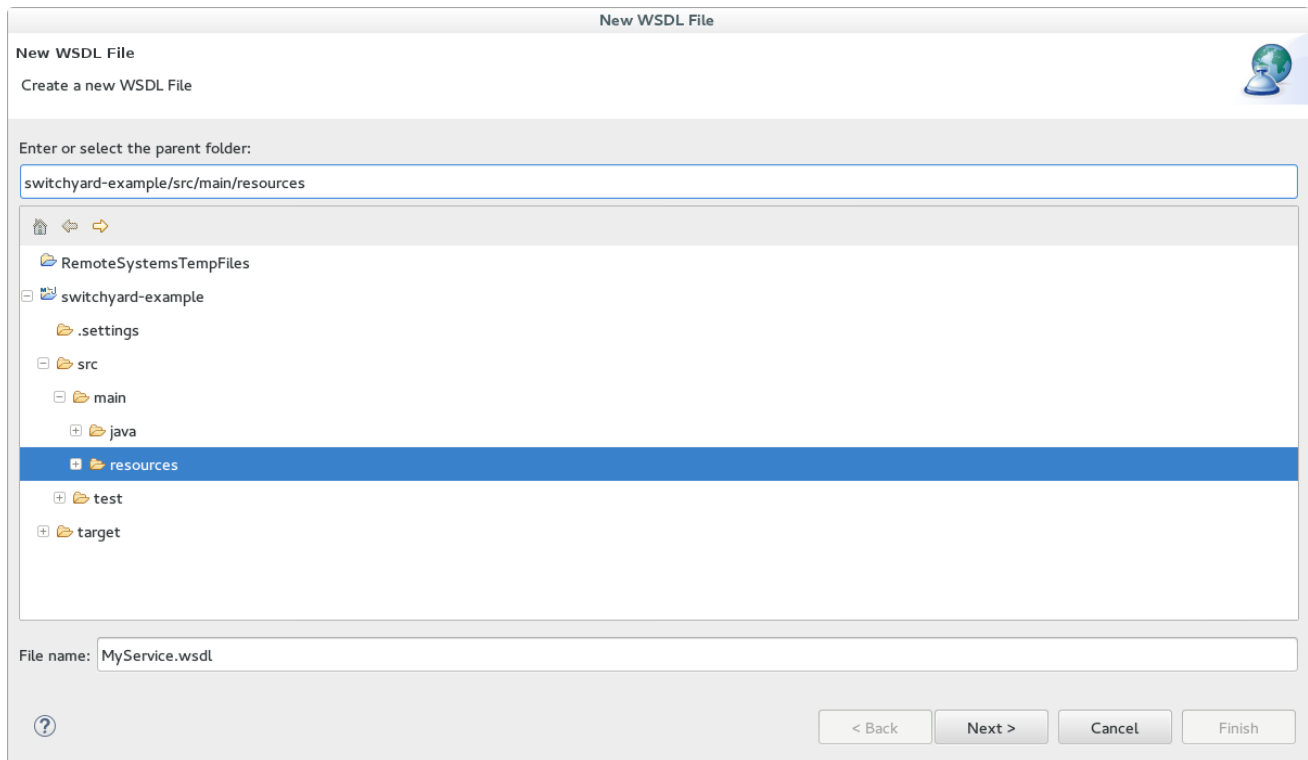 New WSDL File
New WSDL File
Create a new WSDL File
Enter or select the parent folder:
switchyard-example/src/main/resources
RemoteSystemsTempFiles
switchyard-example
.settings
src
main
java
resources
test
target
File name: MyService.wsdl
< Back Next > Cancel Finish